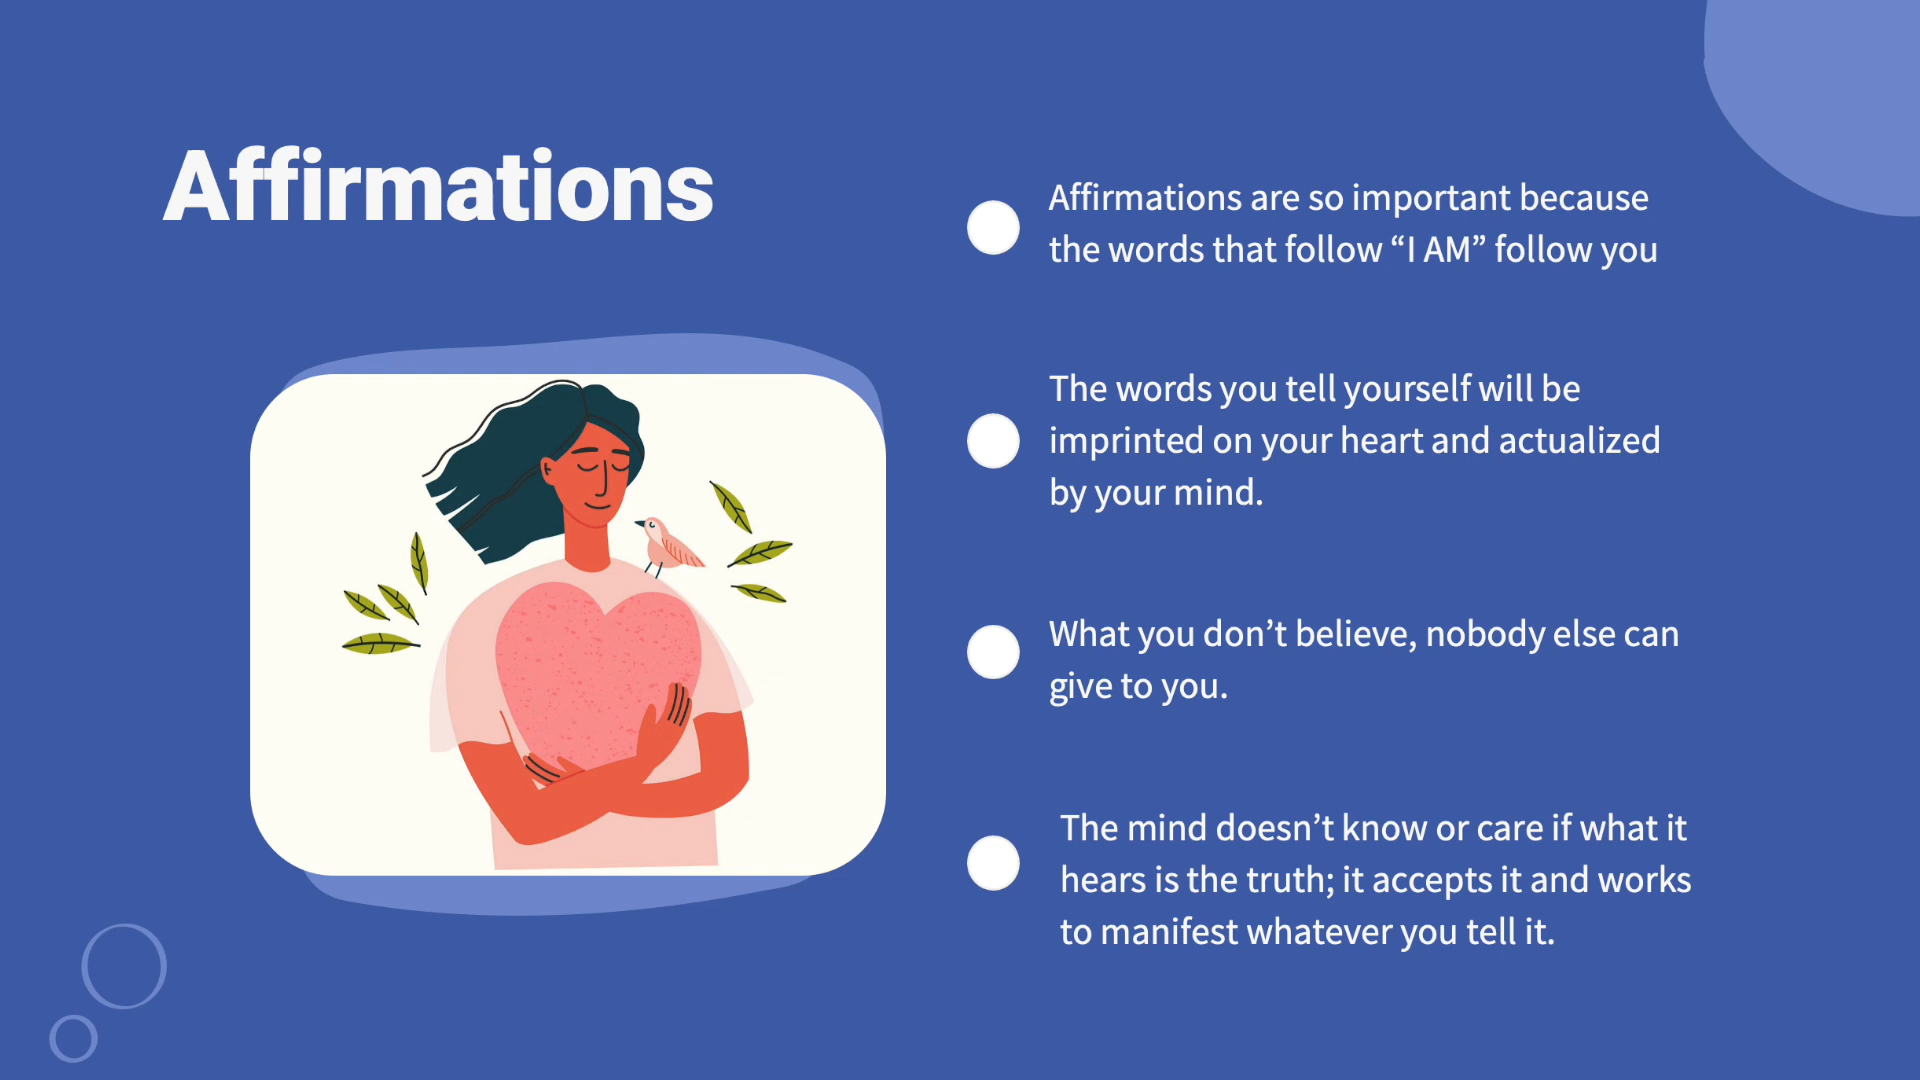 Affirmations
Affirmations are so important because
the words that follow “I AM” follow you
The words you tell yourself will be
imprinted on your heart and actualized
by your mind.
What you don’t believe, nobody else can
give to you.
The mind doesn’t know or care if what it
hears is the truth; it accepts it and works
to manifest whatever you tell it.